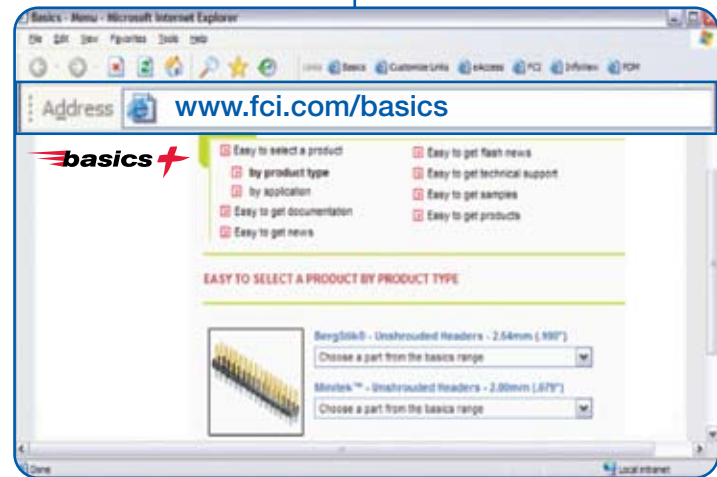 Basics - Menu - Microsoft Internet Explorer
File Edit View Favorites Tools Help
Links Basics Customize Links eAccess FCI Infoview PDM
Address www.fci.com/basics
basics +
Easy to select a product
by product type
by application
Easy to get documentation
Easy to get news
Easy to get flash news
Easy to get technical support
Easy to get samples
Easy to get products
EASY TO SELECT A PRODUCT BY PRODUCT TYPE
BergStik® - Unshrouded Headers - 2.54mm
Choose a part from the basics range
Minitek™ - Unshrouded Headers - 2.00mm (.079")
Choose a part from the basics range
Done
Local intranet